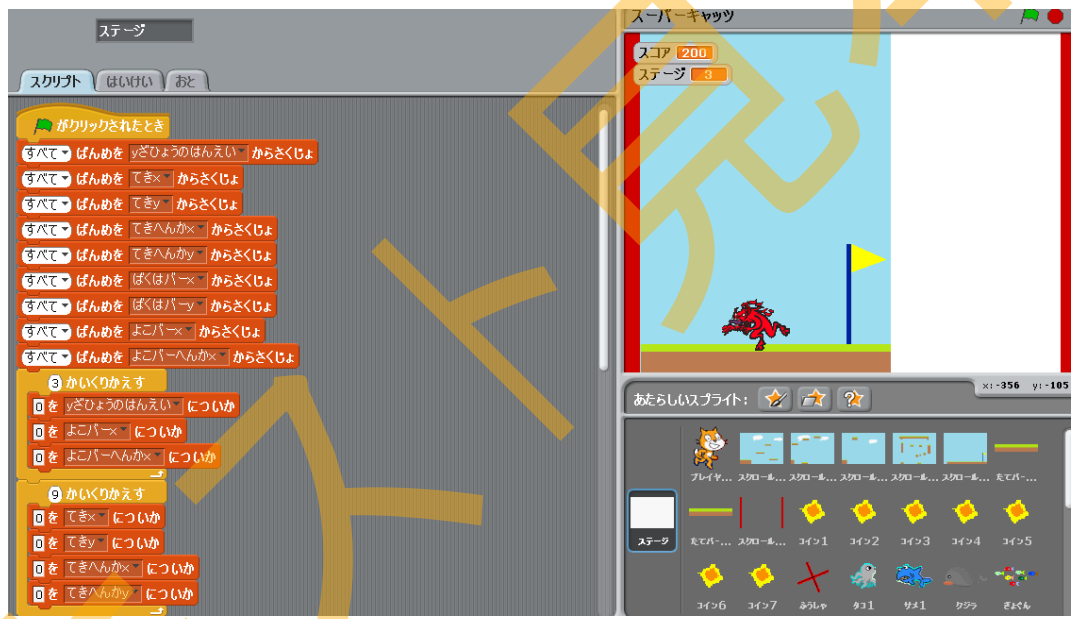 ステージ
スクリプト はいけい おと
がクリックされたとき
すべて ばんめを yざひょうのはんえい からさくじょ
すべて ばんめを てきx からさくじょ
すべて ばんめを てきy からさくじょ
すべて ばんめを てきへんかx からさくじょ
すべて ばんめを てきへんかy からさくじょ
すべて ばんめを ばくはバーx からさくじょ
すべて ばんめを ばくはバーy からさくじょ
すべて ばんめを よこバーx からさくじょ
すべて ばんめを よこバーへんかx からさくじょ
3 かいくりかえす
0 を yざひょうのはんえい についか
0 を よこバーx についか
0 を よこバーへんかx についか
9 かいくりかえす
0 を てきx についか
0 を てきy についか
0 を てきへんかx についか
0 を てきへんかy についか
スーパーキャッツ
スコア 200
ステージ 3
x: -356 y: -105
あたらしいスプライト:
プレイヤ... スクロール... スクロール... スクロール... スクロール... スクロール... たてバー...
ステージ
たてバー... スクロール... コイン1 コイン2 コイン3 コイン4 コイン5
コイン6 コイン7 ふうしゃ タコ1 サメ1 クジラ ぎょぐん